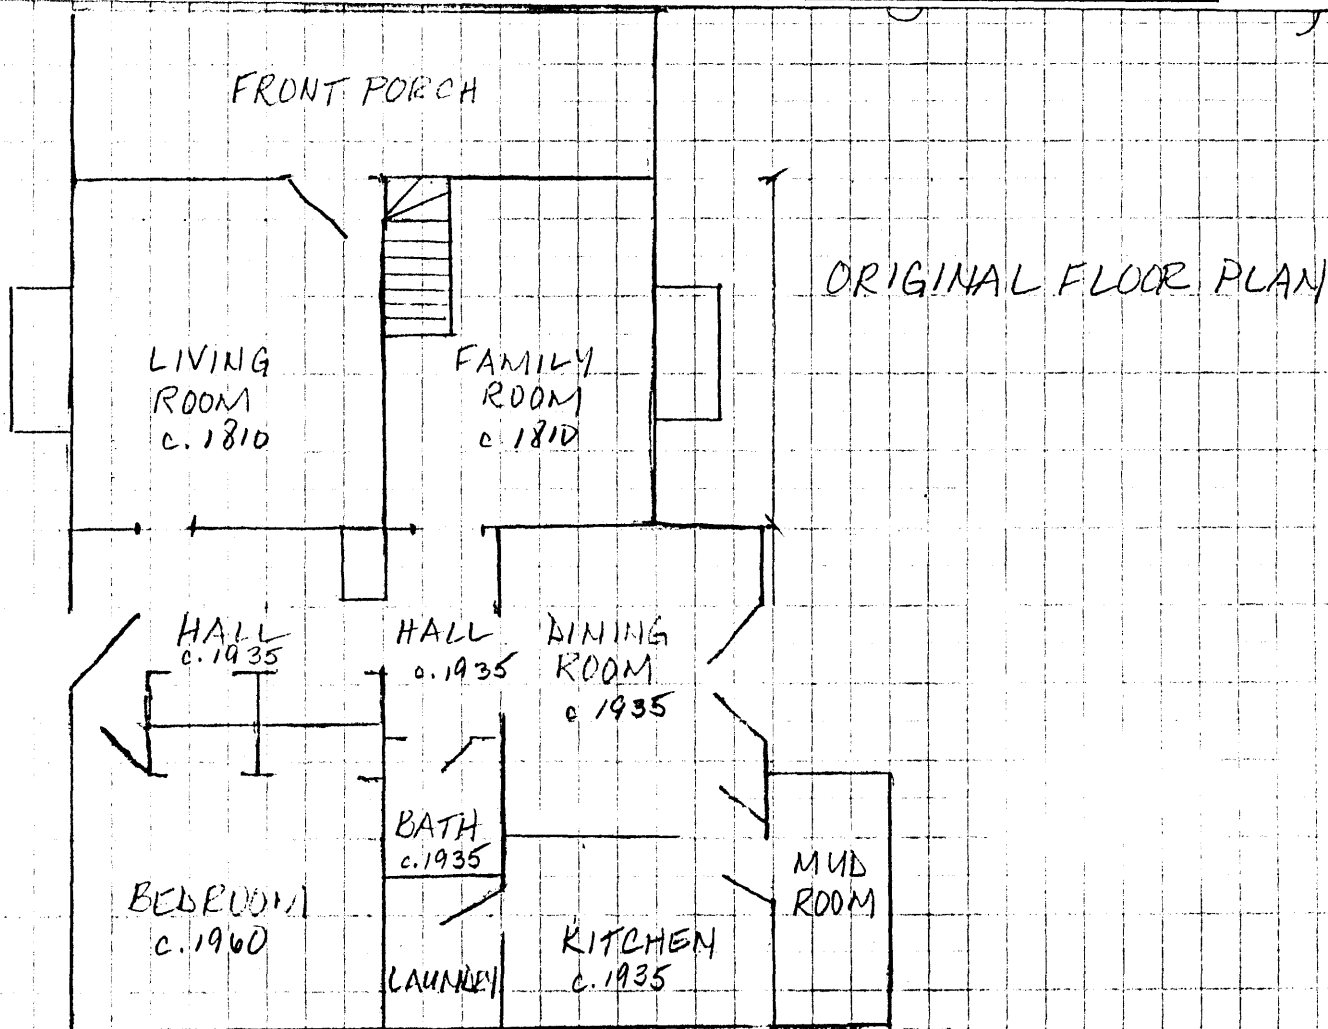 FRONT PORCH
ORIGINAL FLOOR PLAN
LIVING
ROOM
c. 1810
FAMILY
ROOM
c 1810
HALL
c. 1935
HALL
c. 1935
DINING
ROOM
c 1935
BATH
c. 1935
MUD
ROOM
BEDROOM
c. 1960
KITCHEN
c. 1935
LAUNDRY